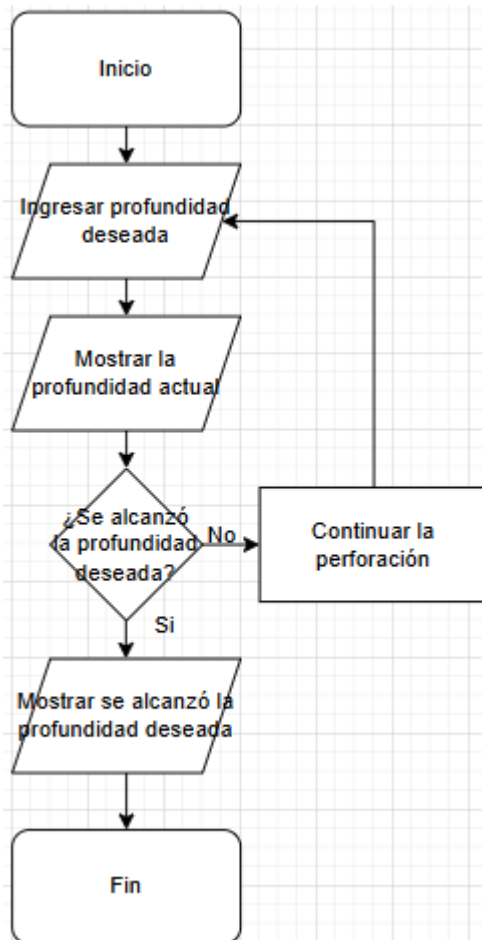 Inicio
Ingresar profundidad
deseada
Mostrar la
profundidad actual
¿Se alcanzó
la profundidad
deseada?
No
Continuar la
perforación
Si
Mostrar se alcanzó la
profundidad deseada
Fin